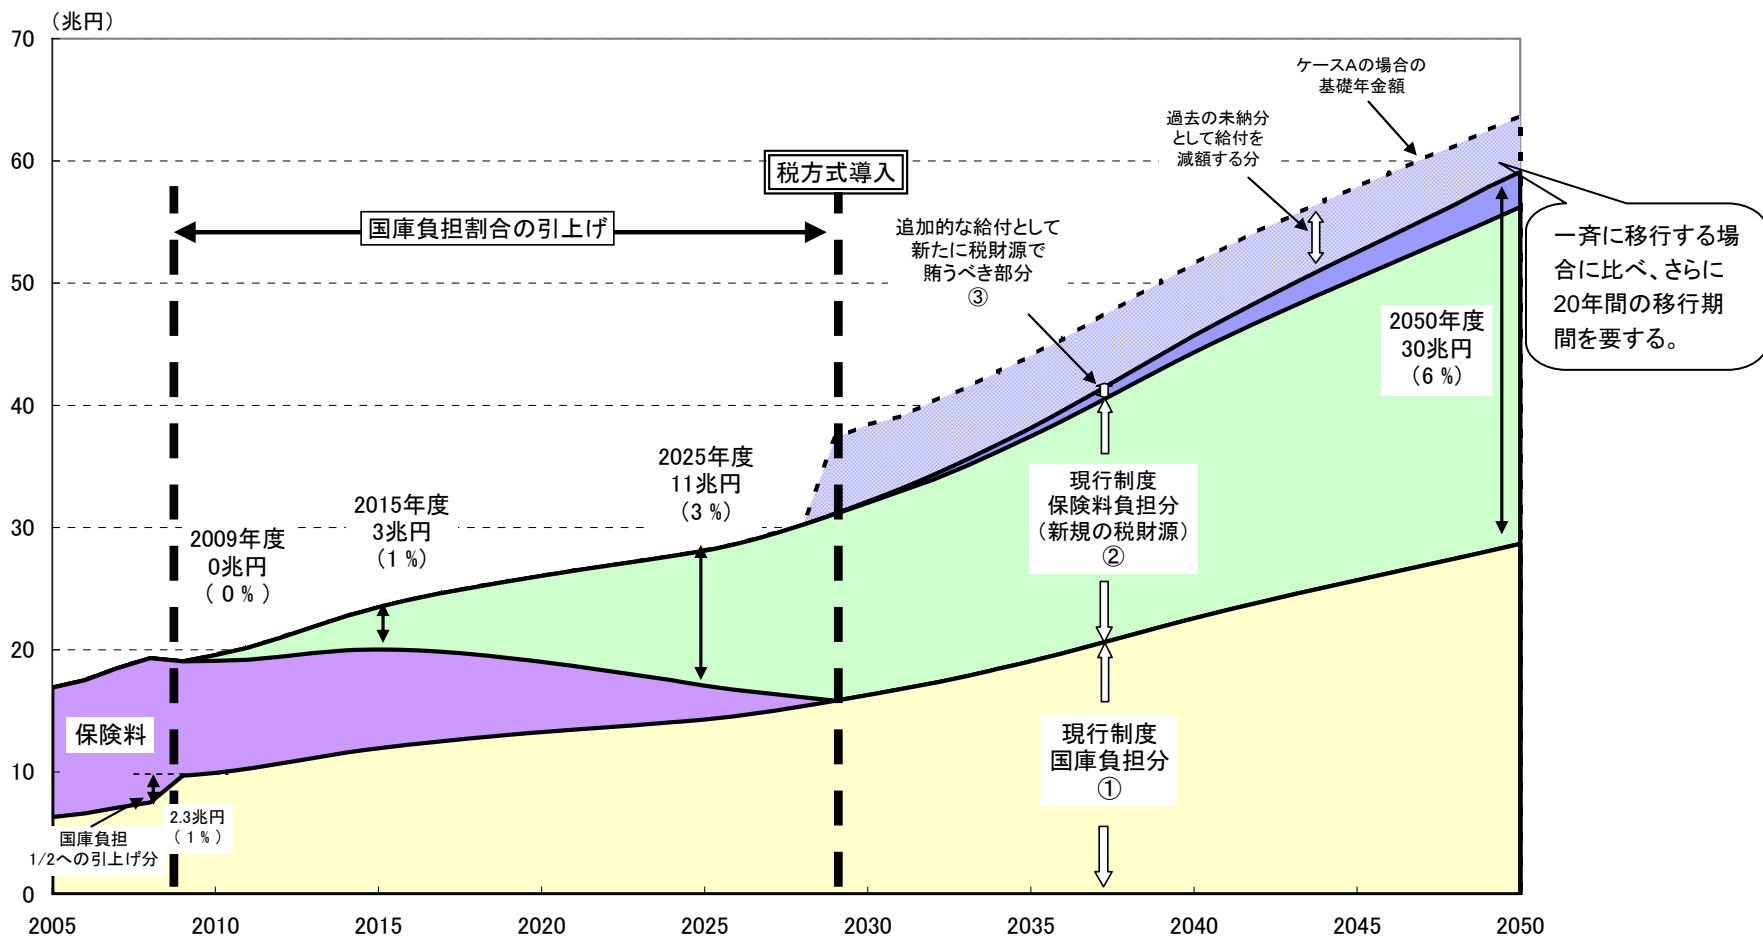 （兆円）
70
60
50
40
30
20
10
0
2005
2010
2015
2020
2025
2030
2035
2040
2045
2050
税方式導入
国庫負担割合の引上げ
ケースAの場合の
基礎年金額
過去の未納分
として給付を
減額する分
追加的な給付として
新たに税財源で
賄うべき部分
③
一斉に移行する場
合に比べ、さらに
20年間の移行期
間を要する。
2050年度
30兆円
（6％）
2025年度
11兆円
（3％）
2015年度
3兆円
（1％）
2009年度
0兆円
（0％）
現行制度
保険料負担分
（新規の税財源）
②
保険料
現行制度
国庫負担分
①
2.3兆円
（1％）
国庫負担
1/2への引上げ分